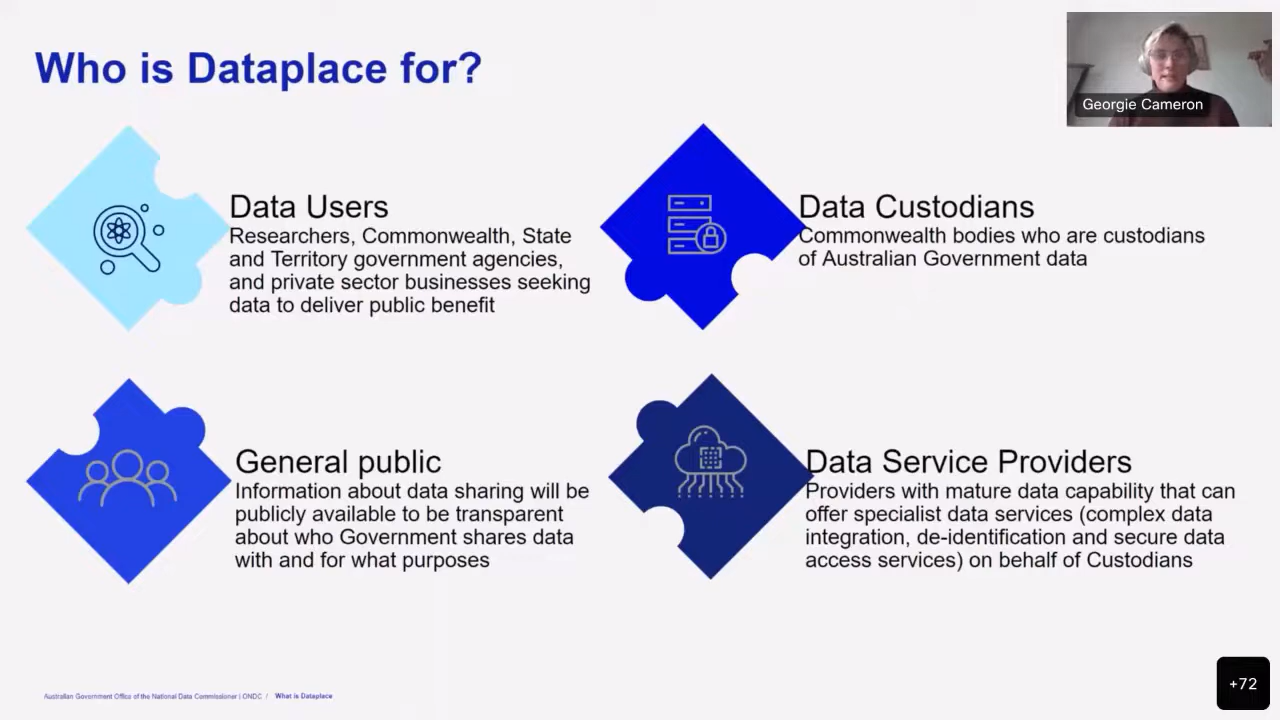 Who is Dataplace for?
Georgie Cameron
Data Users
Researchers, Commonwealth, State
and Territory government agencies,
and private sector businesses seeking
data to deliver public benefit
Data Custodians
Commonwealth bodies who are custodians
of Australian Government data
General public
Information about data sharing will be
publicly available to be transparent
about who Government shares data
with and for what purposes
Data Service Providers
Providers with mature data capability that can
offer specialist data services (complex data
integration, de-identification and secure data
access services) on behalf of Custodians
Australian Government Office of the National Data Commissioner | ONDC / What is Dataplace
+72